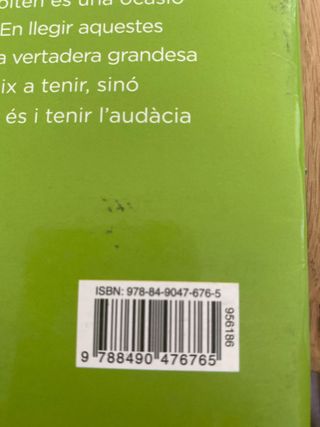 olten és una ocasió
En llegir aquestes
a vertadera grandesa
ix a tenir, sinó
és i tenir l'audàcia
ISBN: 978-84-9047-676-5
956186
9 788490 476765